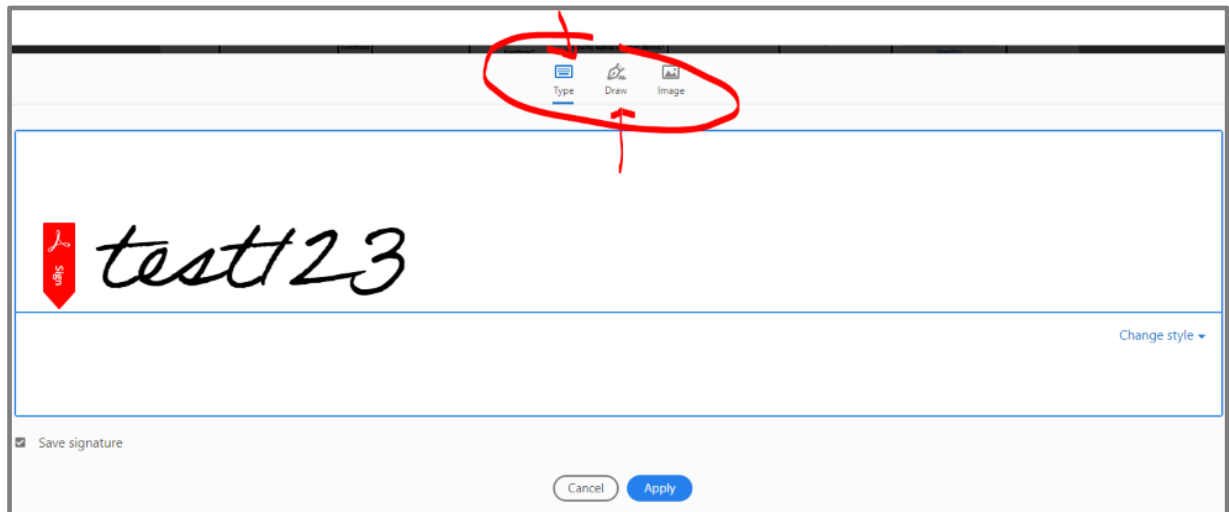 Type Draw Image
Sign
test123
Change style
Save signature
Cancel Apply